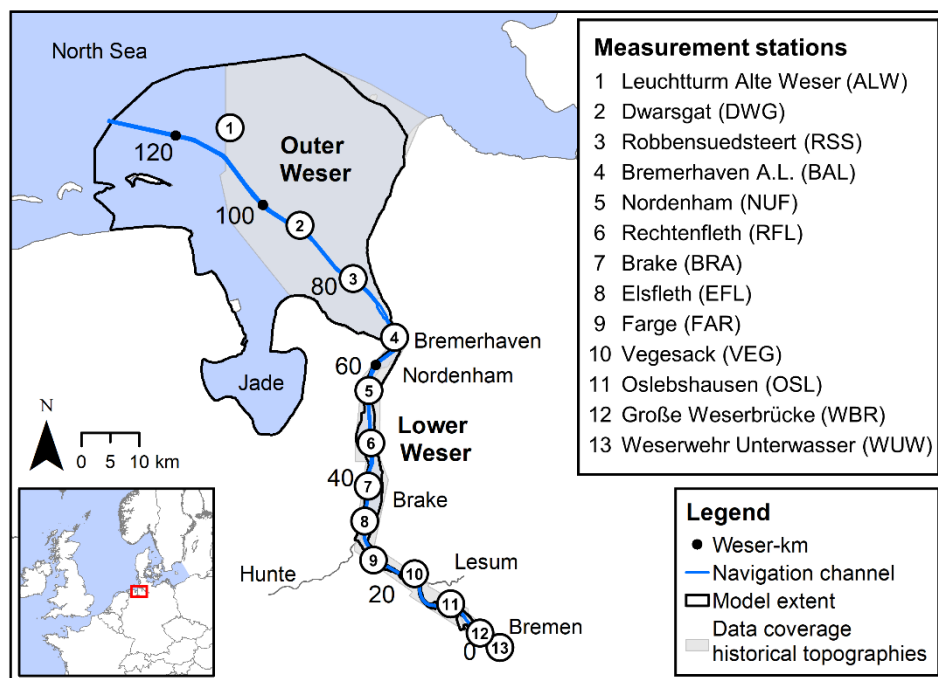 North Sea
120
1
Outer
Weser
100
2
80
3
4
Bremerhaven
60
Nordenham
Jade
5
Lower
Weser
6
40
7
Brake
8
9
Hunte
10
Lesum
20
11
Bremen
12
0
13
N
0 5 10 km
Measurement stations
1 Leuchtturm Alte Weser (ALW)
2 Dwarsgat (DWG)
3 Robbensuedsteert (RSS)
4 Bremerhaven A.L. (BAL)
5 Nordenham (NUF)
6 Rechtenfleth (RFL)
7 Brake (BRA)
8 Elsfleth (EFL)
9 Farge (FAR)
10 Vegesack (VEG)
11 Oslebshausen (OSL)
12 Große Weserbrücke (WBR)
13 Weserwehr Unterwasser (WUW)
Legend
Weser-km
Navigation channel
Model extent
Data coverage
historical topographies